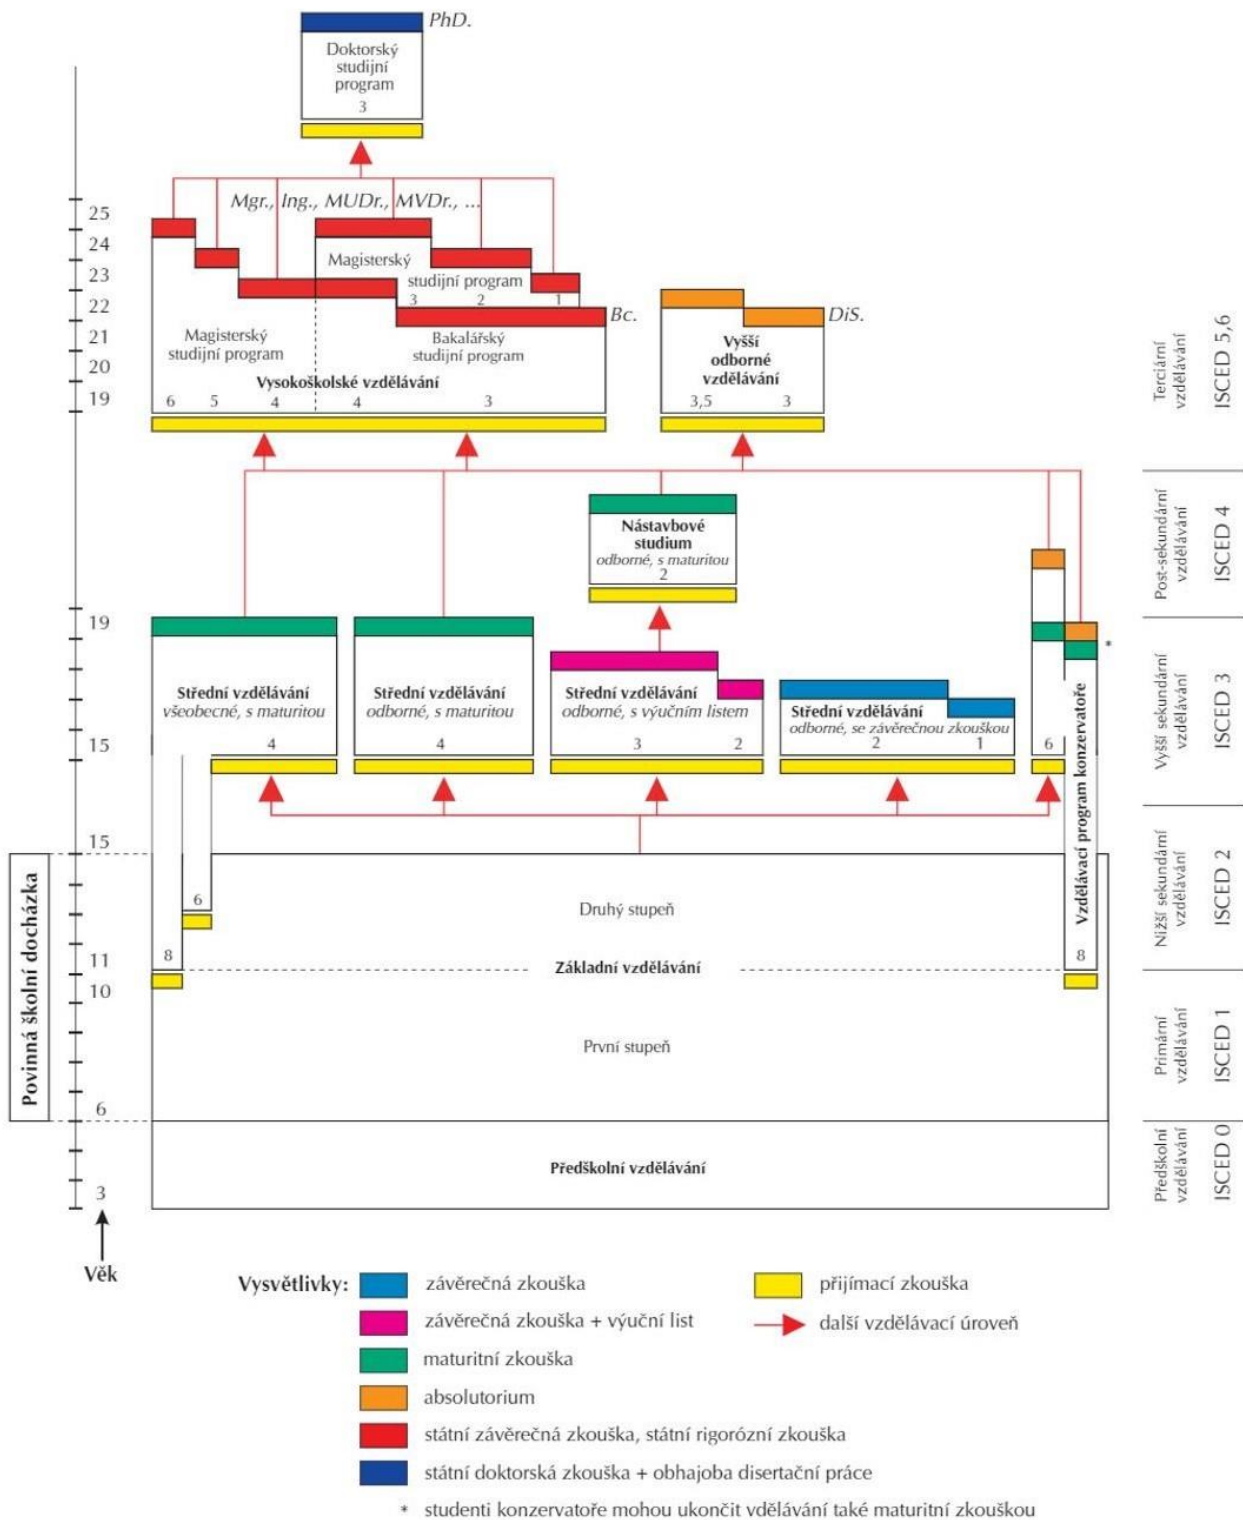 PhD.
Doktorský
studijní
program
3
Mgr., Ing., MUDr., MVDr., ...
25
24
23
22
21
20
19
Magisterský
studijní program
3
2
1
Bc.
DiS.
Magisterský
studijní program
Bakalářský
studijní program
Vyšší
odborné
vzdělávání
Vysokoškolské vzdělávání
6
5
4
4
3
3,5
3
Terciární
vzdělávání
ISCED 5,6
Nástavbové
studium
odborné, s maturitou
2
Post-sekundární
vzdělávání
ISCED 4
19
15
Střední vzdělávání
všeobecné, s maturitou
4
Střední vzdělávání
odborné, s maturitou
4
Střední vzdělávání
odborné, s výučním listem
3
2
Střední vzdělávání
odborné, se závěrečnou zkouškou
2
1
6
*
Vzdělávací program konzervatoře
Vyšší sekundární
vzdělávání
ISCED 3
15
Povinná školní docházka
6
Druhý stupeň
8
8
Nižší sekundární
vzdělávání
ISCED 2
11
10
Základní vzdělávání
První stupeň
Primární
vzdělávání
ISCED 1
6
Předškolní vzdělávání
3
Předškolní
vzdělávání
ISCED 0
Věk
Vysvětlivky:
závěrečná zkouška
přijímací zkouška
závěrečná zkouška + výuční list
další vzdělávací úroveň
maturitní zkouška
absolutorium
státní závěrečná zkouška, státní rigorózní zkouška
státní doktorská zkouška + obhajoba disertační práce
* studenti konzervatoře mohou ukončit vdělávání také maturitní zkouškou